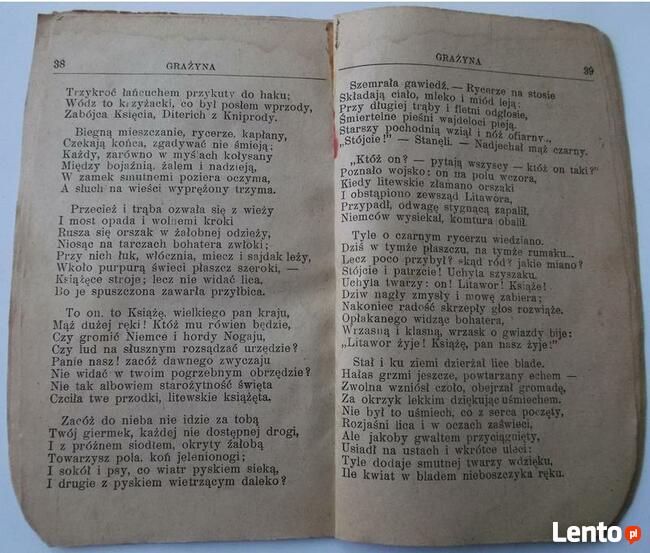 38
GRAŻYNA
Trzykroć łańcuchem przykuty do haku;
Wódz to krzyżacki, co był posłem wprzody,
Zabójca Księcia, Diterich z Kniprody.
Biegną mieszczanie, rycerze, kapłany,
Czekają końca, zgadywać nie śmieją;
Każdy, zarówno w myślach kołysany
Między bojaźnią, żalem i nadzieją,
W zamek smutnemi poziera oczyma,
A słuch na wieści wyprężony trzyma.
Przecież i trąba ozwała się z wieży
I most opada i wolnemi kroki
Rusza się orszak w żałobnej odzieży,
Niosąc na tarczach bohatera zwłoki;
Przy nich łuk, włócznia, miecz i sajdak leży,
Wkoło purpurą świeci płaszcz szeroki, —
Książęce stroje; lecz nie widać lica,
Bo je spuszczona zawarła przyłbica.
To on, to Książę, wielkiego pan kraju,
Mąż dużej ręki! Któż mu rówien będzie,
Czy gromić Niemce i hordy Nogaju,
Czy lud na słusznym rozsądzać urzędzie?
Panie nasz! zacóż dawnego zwyczaju
Nie widać w twoim pogrzebnym obrzędzie?
Nie tak albowiem starożytność święta
Czciła twe przodki, litewskie książęta.
Zacóż do nieba nie idzie za tobą
Twój giermek, każdej nie dostępnej drogi,
I z próżnem siodłem, okryty żałobą
Towarzysz pola, koń jelenionogi;
I sokół i psy, co wiatr pyskiem sieką,
I drugie z pyskiem wietrzącym daleko?
GRAŻYNA
39
Szemrała gawiedź. — Rycerze na stosie
Składają ciało, mleko i miód leją;
Przy długiej trąby i fletni odgłosie,
Śmiertelne pieśni wajdeloci pieją.
Starszy pochodnią wziął i nóż ofiarny..
„Stójcie!” — Stanęli. — Nadjechał mąż czarny.
„Któż on? — pytają wszyscy — któż on taki?”
Poznało wojsko: on na polu wczora,
Kiedy litewskie złamano orszaki
I obstąpiono zewsząd Litawora,
Przypadł, odwagę stygnącą zapalił,
Niemców wysiekał, komtura obalił.
Tyle o czarnym rycerzu wiedziano.
Dziś w tymże płaszczu, na tymże rumaku...
Lecz poco przybył? skąd ród? jakie miano?
Stójcie i patrzcie! Uchyla szyszaku.
Uchyla twarzy: on! Litawor! Książę!
Dziw nagły zmysły i mowę zabiera;
Nakoniec radość skrzepły głos rozwiąże.
Opłakanego widząc bohatera,
Wrzasną i klasną, wrzask o gwiazdy bije:
„Litawor żyje! Książę, pan nasz żyje!”
Stał i ku ziemi dzierżał lice blade.
Hałas grzmi jeszcze, powtarzany echem —
Zwolna wzniósł czoło, obejrzał gromadę,
Za okrzyk lekkim dziękując uśmiechem.
Nie był to uśmiech, co z serca poczęty,
Rozjaśni lica i w oczach zaświeci,
Ale jakoby gwałtem przyciągnięty,
Usiadł na ustach i wkrótce uleci;
Tyle dodaje smutnej twarzy wdzięku,
Ile kwiat w bladem nieboszczyka ręku.
Lento.pl